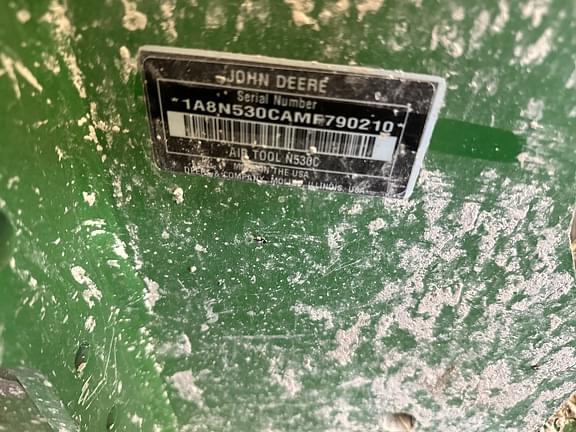 JOHN DEERE
Serial Number
*1A8N530CAMF790210*
AIR TOOL N530C
MADE IN THE USA
DEERE & COMPANY MOLINE, ILLINOIS, USA